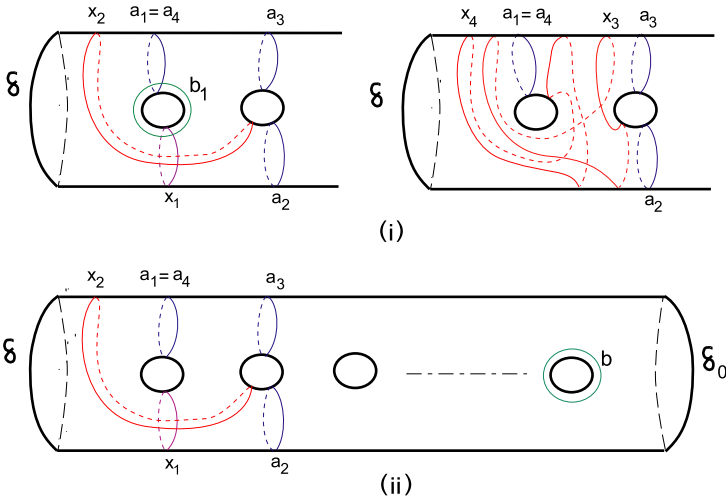 x₂ a₁ = a₄ a₃ x₄ a₁ = a₄ x₃ a₃
δ b₁ δ
x₁ a₂ a₂
(i)
x₂ a₁ = a₄ a₃
δ b δ₀
x₁ a₂
(ii)